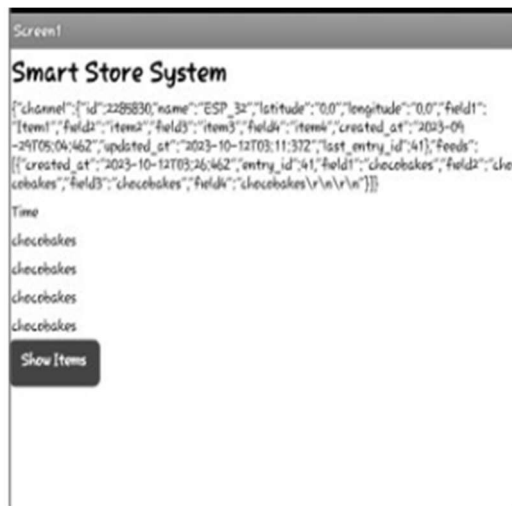 Screen1
Smart Store System
{"channel":{"id":2285830,"name":"ESP_32","latitude":"0.0","longitude":"0.0","field1":
"Item1","field2":"item2","field3":"item3","field4":"item4","created_at":"2023-09
-29T05:04:46Z","updated_at":"2023-10-12T03:11:37Z","last_entry_id":41},"feeds":
[{"created_at":"2023-10-12T03:26:46Z","entry_id":41,"field1":"chocobakes","field2":"cho
cobakes","field3":"chocobakes","field4":"chocobakes\r\n\r\n"}]}
Time
chocobakes
chocobakes
chocobakes
chocobakes
Show Items